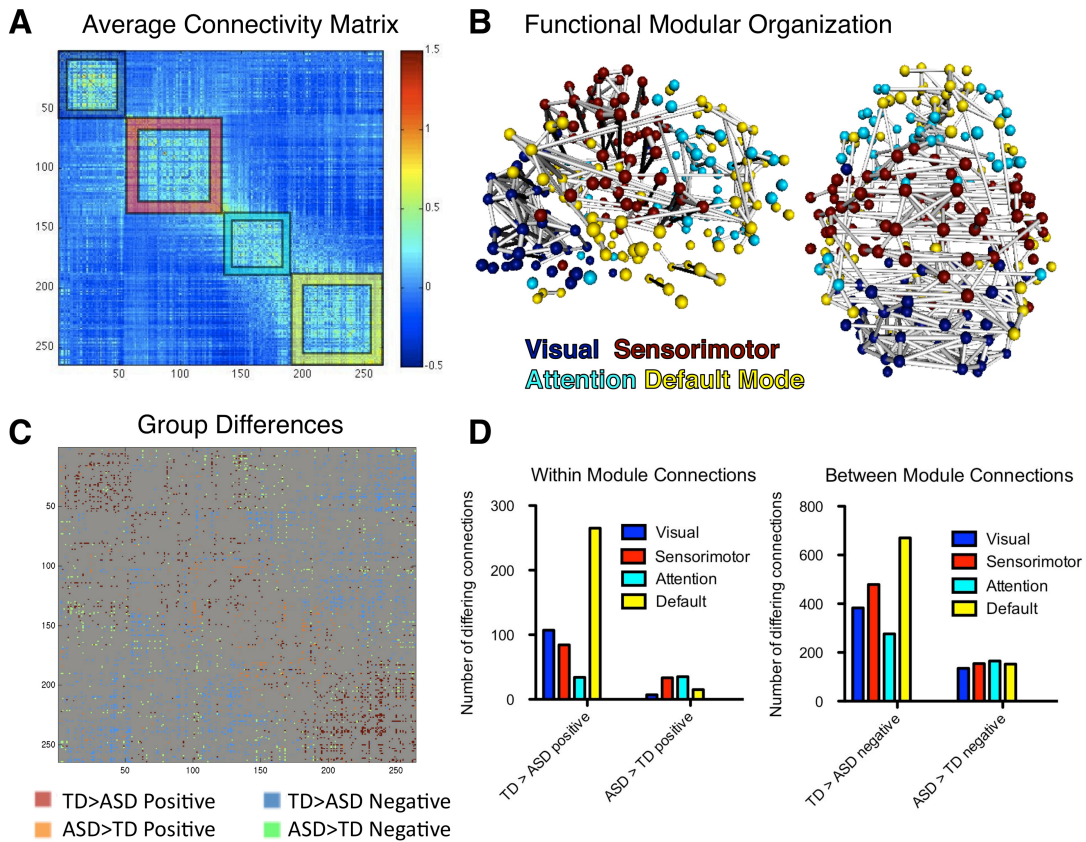 A
Average Connectivity Matrix
1.5
1
0.5
0
-0.5
50
100
150
200
250
50 100 150 200 250
B
Functional Modular Organization
Visual Sensorimotor
Attention Default Mode
C
Group Differences
50
100
150
200
250
50 100 150 200 250
TD>ASD Positive
TD>ASD Negative
ASD>TD Positive
ASD>TD Negative
D
Within Module Connections
Number of differing connections
300
200
100
0
Visual
Sensorimotor
Attention
Default
TD > ASD positive
ASD > TD positive
Between Module Connections
Number of differing connections
800
600
400
200
0
Visual
Sensorimotor
Attention
Default
TD > ASD negative
ASD > TD negative